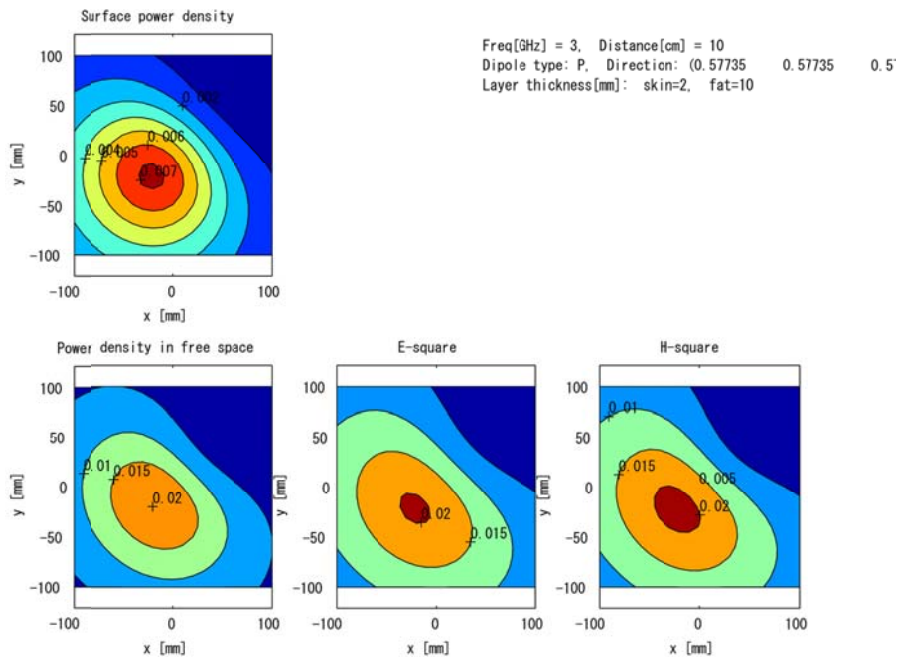 Surface power density
Freq[GHz] = 3, Distance[cm] = 10
Dipole type: P, Direction: (0.57735 0.57735 0.5
Layer thickness[mm]: skin=2, fat=10
100
50
0
-50
-100
y [mm]
0.002
0.006
0.004
0.005
0.007
-100 0 100
x [mm]
Power density in free space
100
50
0
-50
-100
y [mm]
0.01
0.015
0.02
-100 0 100
x [mm]
E-square
100
50
0
-50
-100
y [mm]
0.02
0.015
-100 0 100
x [mm]
H-square
100
50
0
-50
-100
y [mm]
0.01
0.015
0.005
0.02
-100 0 100
x [mm]